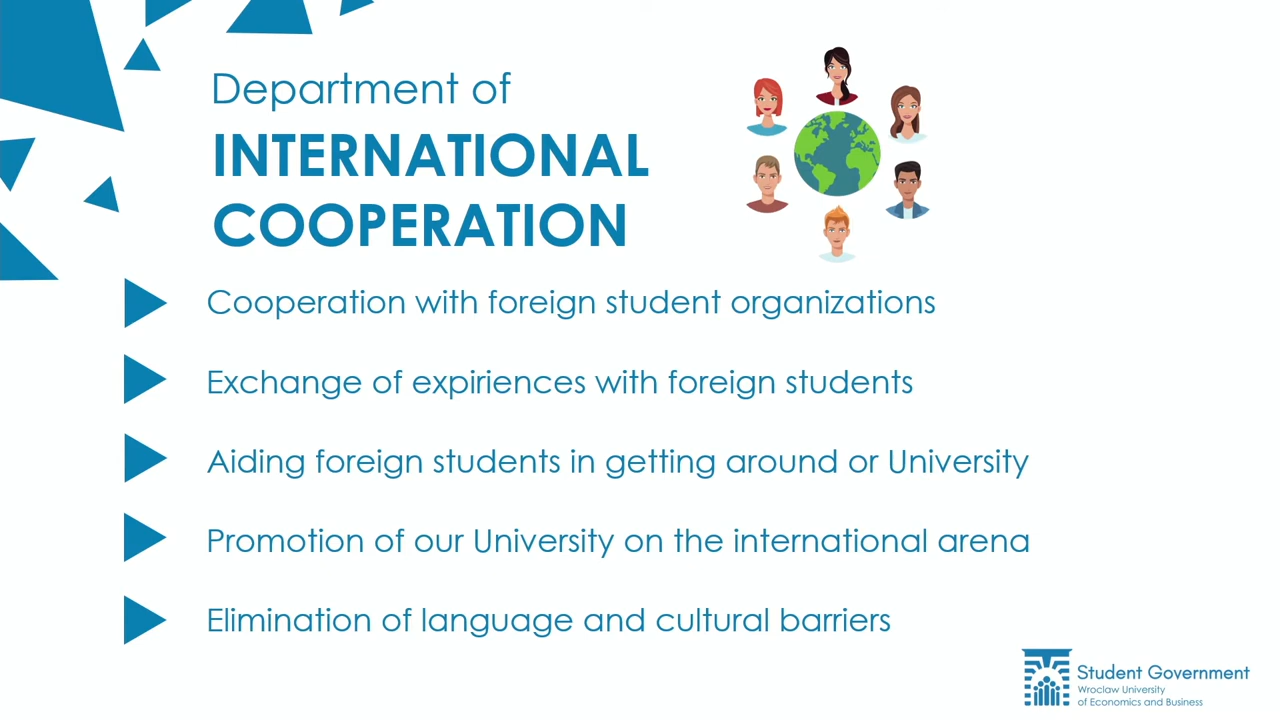 Department of
INTERNATIONAL
COOPERATION
Cooperation with foreign student organizations
Exchange of expiriences with foreign students
Aiding foreign students in getting around or University
Promotion of our University on the international arena
Elimination of language and cultural barriers
Student Government
Wroclaw University
of Economics and Business